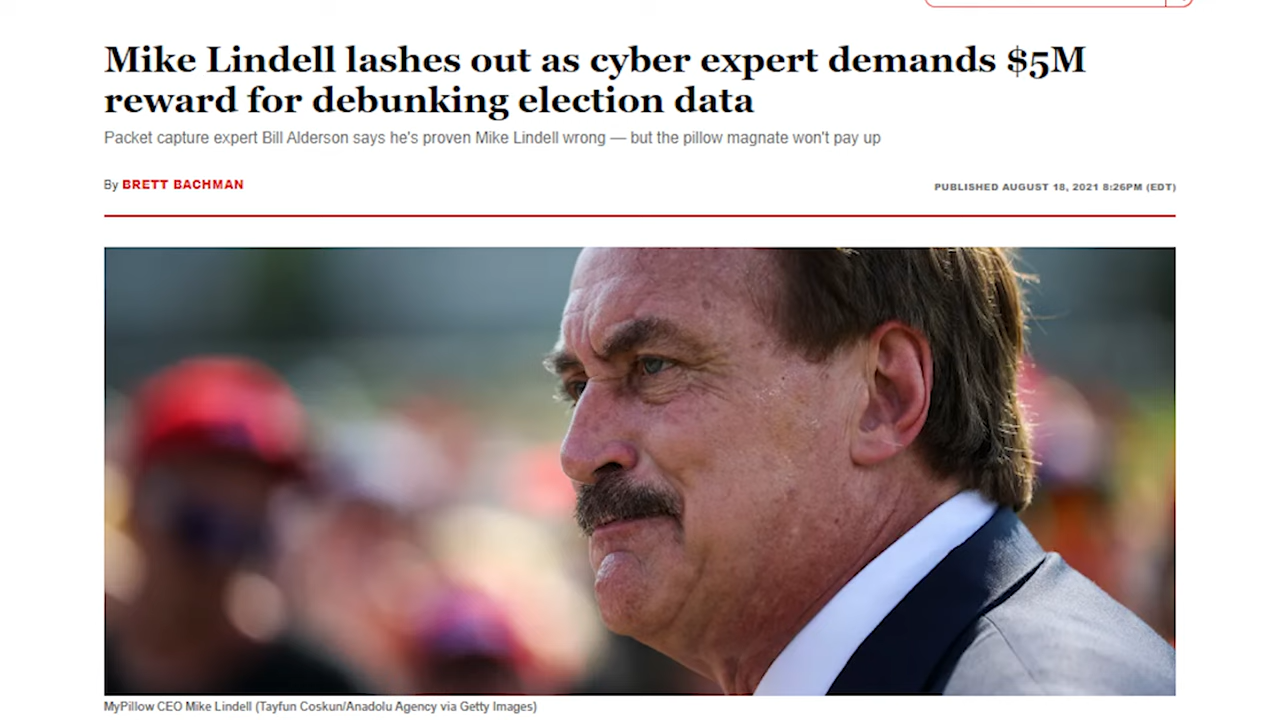 Mike Lindell lashes out as cyber expert demands $5M
reward for debunking election data
Packet capture expert Bill Alderson says he's proven Mike Lindell wrong — but the pillow magnate won't pay up
By BRETT BACHMAN
PUBLISHED AUGUST 18, 2021 8:26PM (EDT)
MyPillow CEO Mike Lindell (Tayfun Coskun/Anadolu Agency via Getty Images)